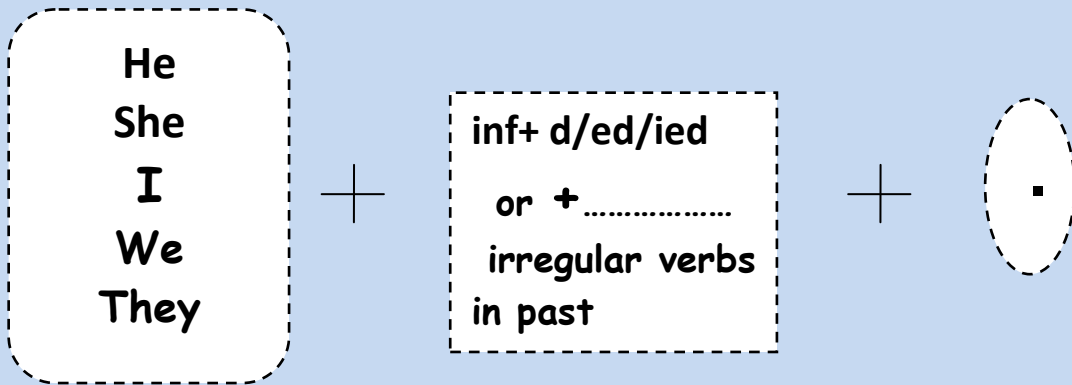 He
She
I
We
They
+
inf+ d/ed/ied
or +………………
irregular verbs
in past
+
.